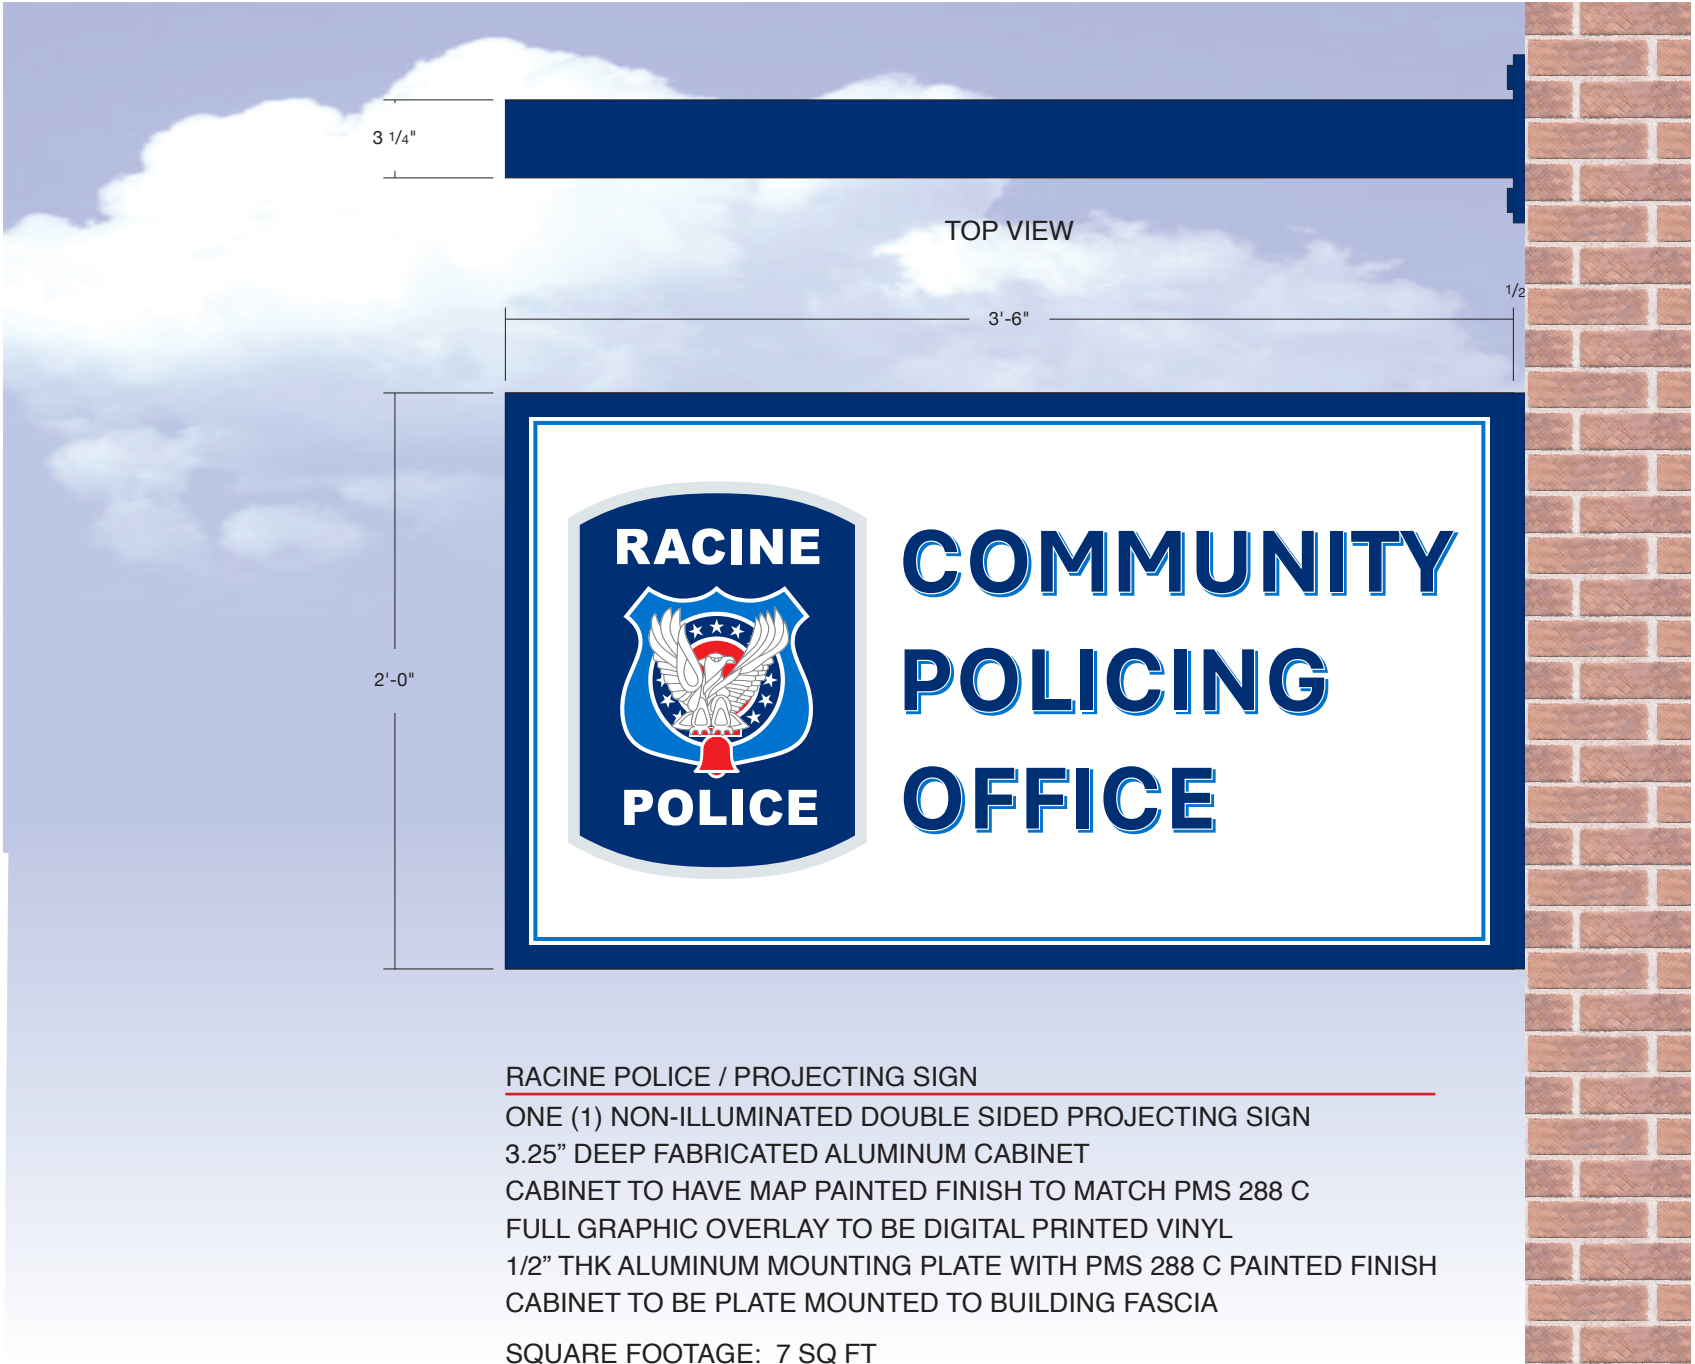 3 1/4"
TOP VIEW
1/2
3'-6"
2'-0"
RACINE
POLICE
COMMUNITY
POLICING
OFFICE
RACINE POLICE / PROJECTING SIGN
ONE (1) NON-ILLUMINATED DOUBLE SIDED PROJECTING SIGN
3.25” DEEP FABRICATED ALUMINUM CABINET
CABINET TO HAVE MAP PAINTED FINISH TO MATCH PMS 288 C
FULL GRAPHIC OVERLAY TO BE DIGITAL PRINTED VINYL
1/2” THK ALUMINUM MOUNTING PLATE WITH PMS 288 C PAINTED FINISH
CABINET TO BE PLATE MOUNTED TO BUILDING FASCIA
SQUARE FOOTAGE: 7 SQ FT